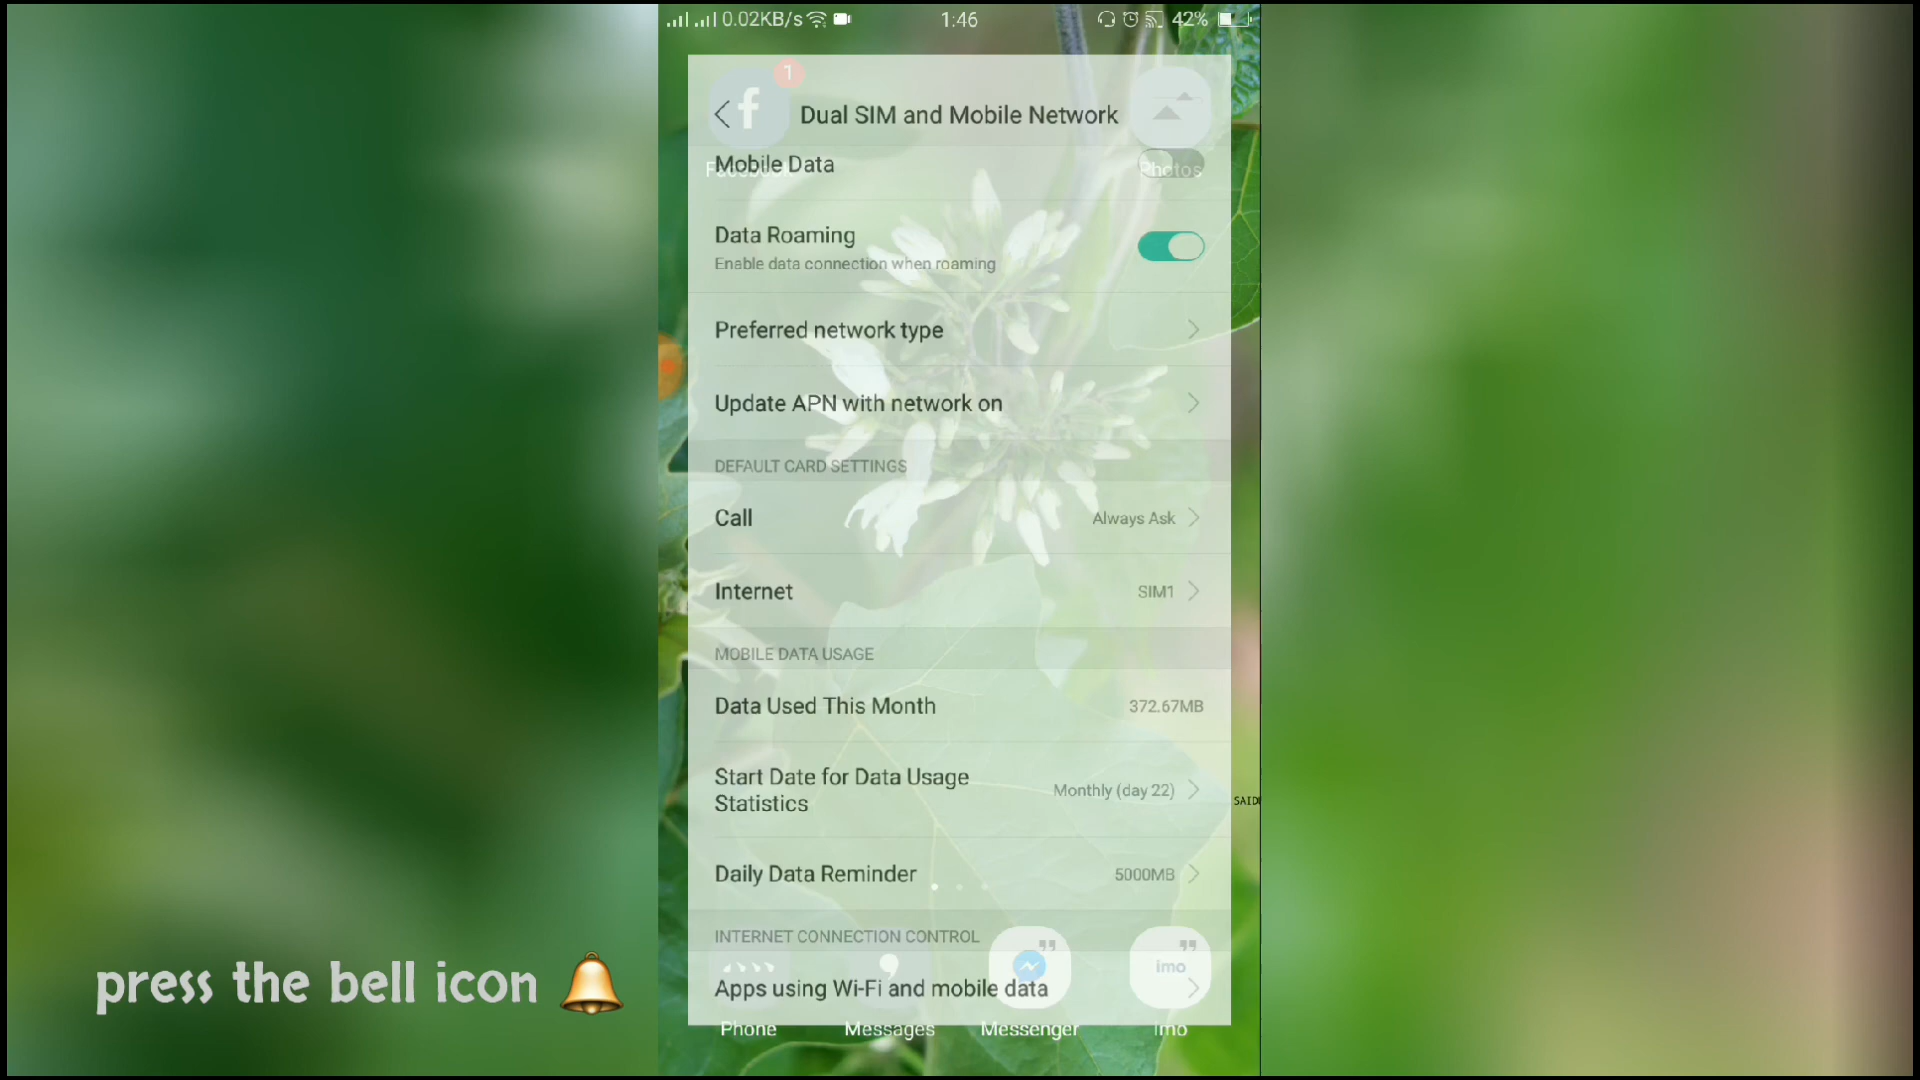 0.02KB/s 1:46 42%
1
f
Dual SIM and Mobile Network
Facebook
Mobile Data
Photos
Data Roaming
Enable data connection when roaming
Preferred network type
Update APN with network on
DEFAULT CARD SETTINGS
Call Always Ask
Internet SIM1
MOBILE DATA USAGE
Data Used This Month 372.67MB
Start Date for Data Usage
Statistics
Monthly (day 22)
SAID
Daily Data Reminder 5000MB
INTERNET CONNECTION CONTROL
imo
Apps using Wi-Fi and mobile data
Phone Messages Messenger imo
press the bell icon